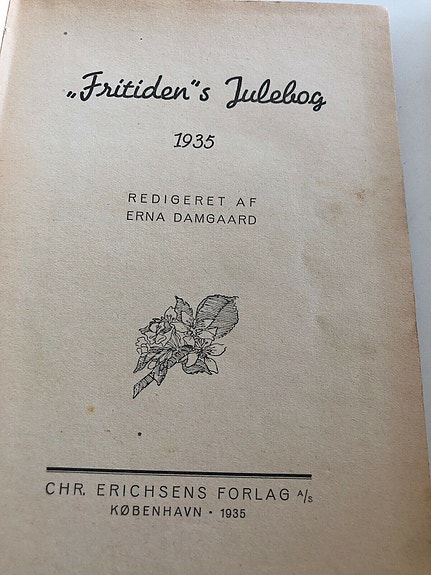 „Fritiden“s Julebog
1935
REDIGERET AF
ERNA DAMGAARD
CHR. ERICHSENS FORLAG A/S
KØBENHAVN · 1935